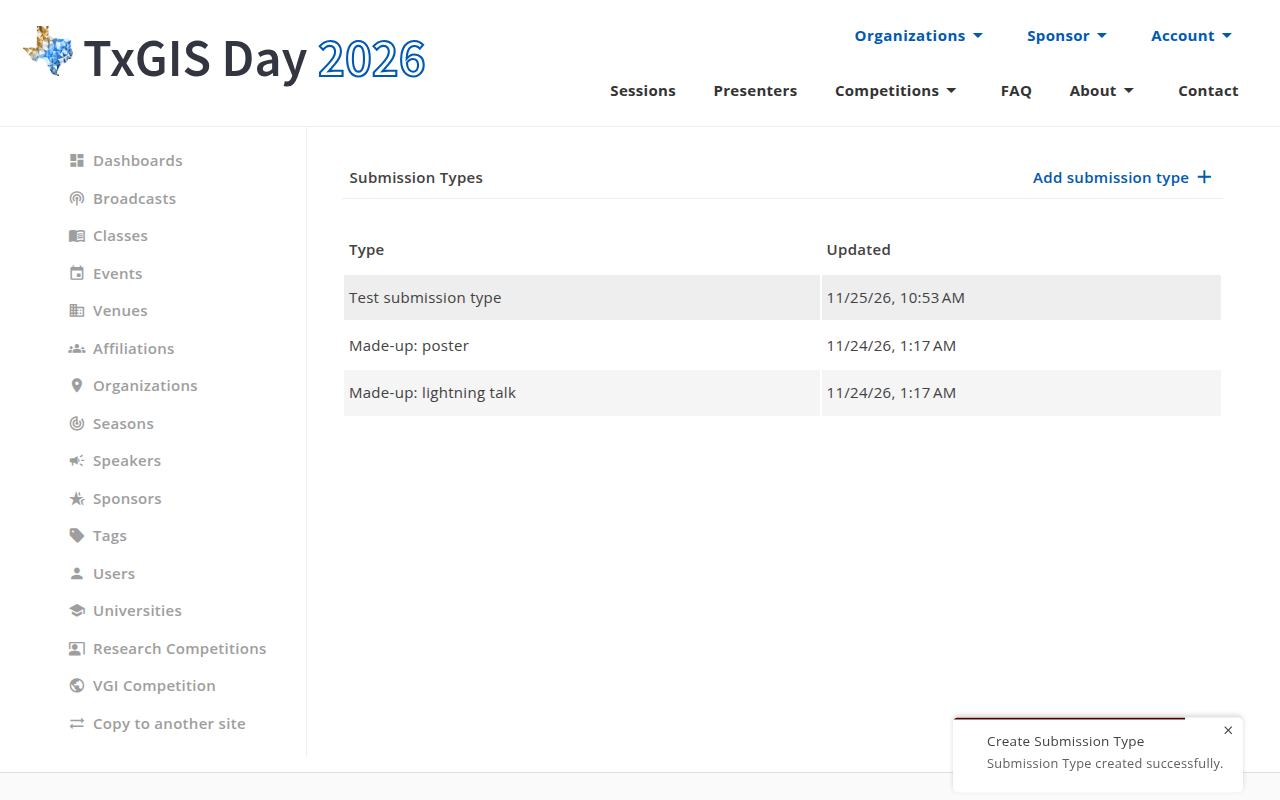 TxGIS Day 2026
Organizations
Sponsor
Account
Sessions
Presenters
Competitions
FAQ
About
Contact
Dashboards
Broadcasts
Classes
Events
Venues
Affiliations
Organizations
Seasons
Speakers
Sponsors
Tags
Users
Universities
Research Competitions
VGI Competition
Copy to another site
Submission Types
Add submission type
Type Updated
Test submission type 11/25/26, 10:53 AM
Made-up: poster 11/24/26, 1:17 AM
Made-up: lightning talk 11/24/26, 1:17 AM
Create Submission Type
Submission Type created successfully.